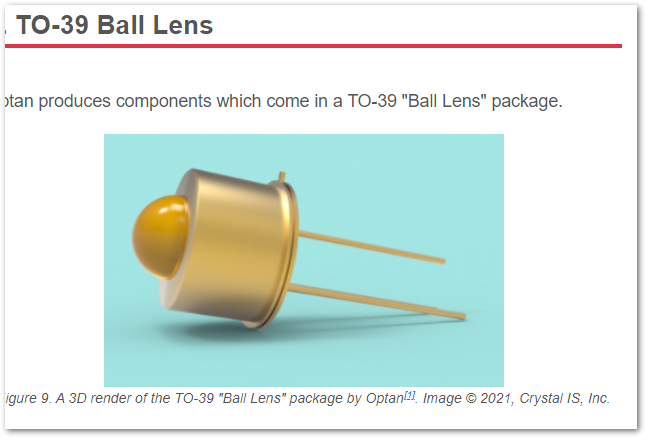 . TO-39 Ball Lens
ptan produces components which come in a TO-39 "Ball Lens" package.
igure 9. A 3D render of the TO-39 "Ball Lens" package by Optan[1]. Image © 2021, Crystal IS, Inc.